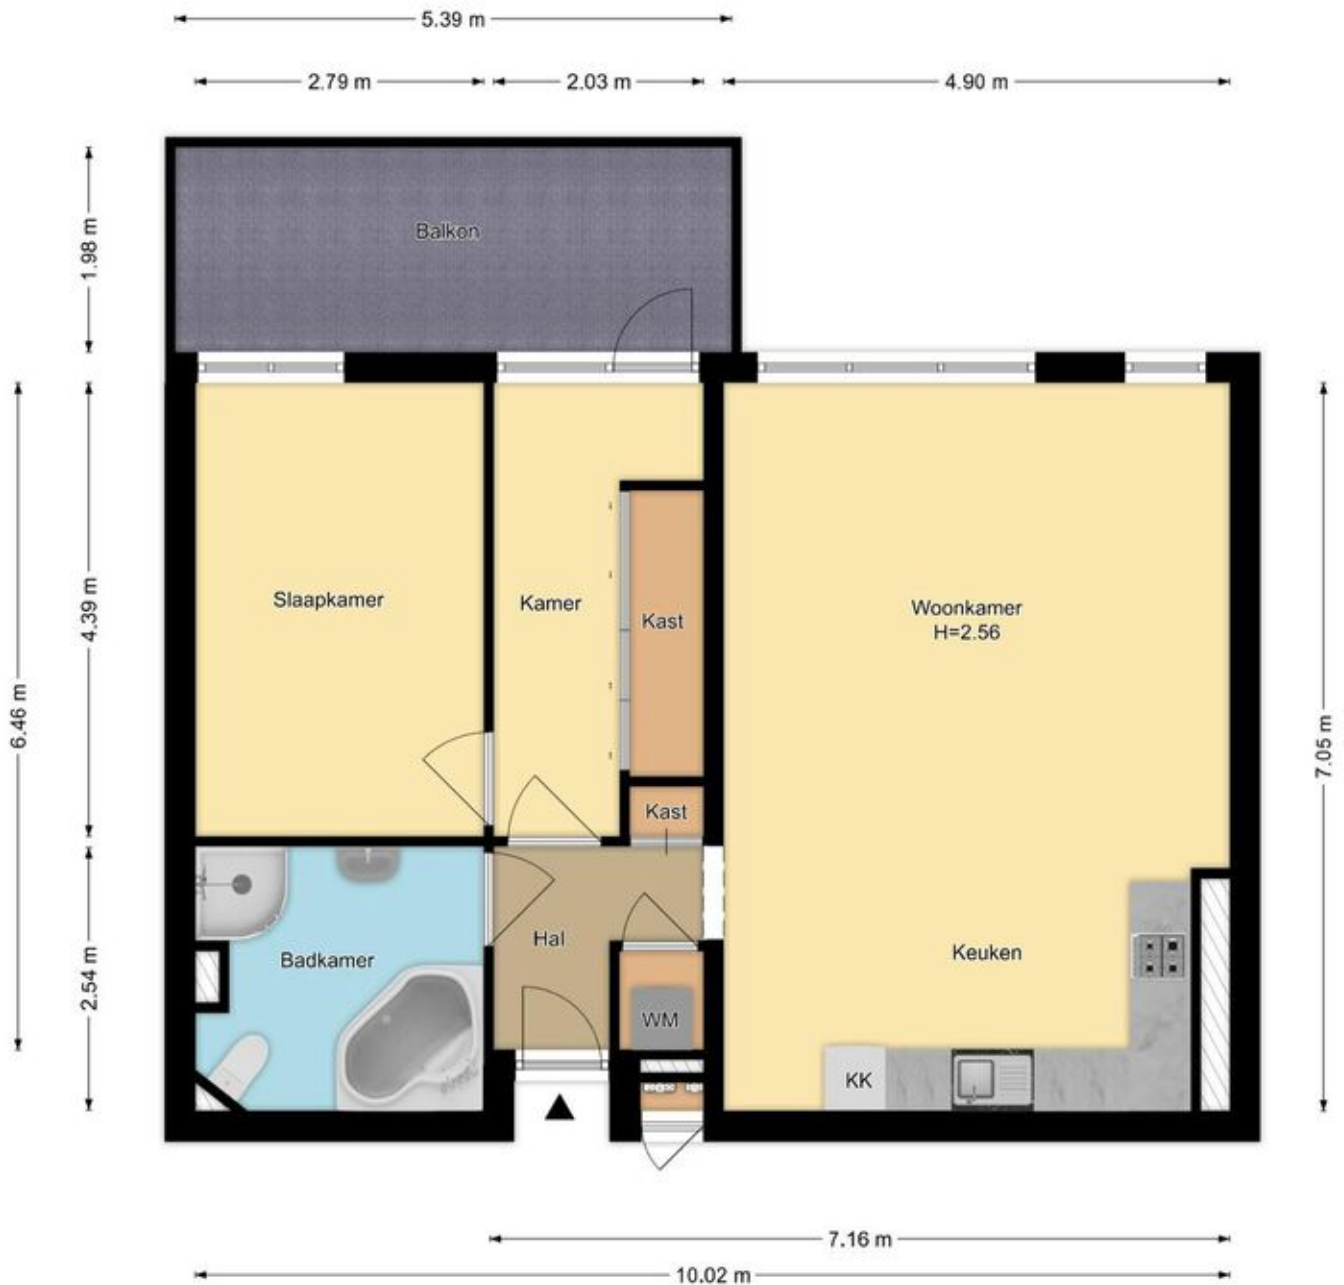 5.39 m
2.79 m
2.03 m
4.90 m
Balkon
1.98 m
4.39 m
6.46 m
2.54 m
7.05 m
Slaapkamer
Kamer
Kast
Woonkamer
H=2.56
Kast
Hal
Badkamer
Keuken
WM
KK
7.16 m
10.02 m